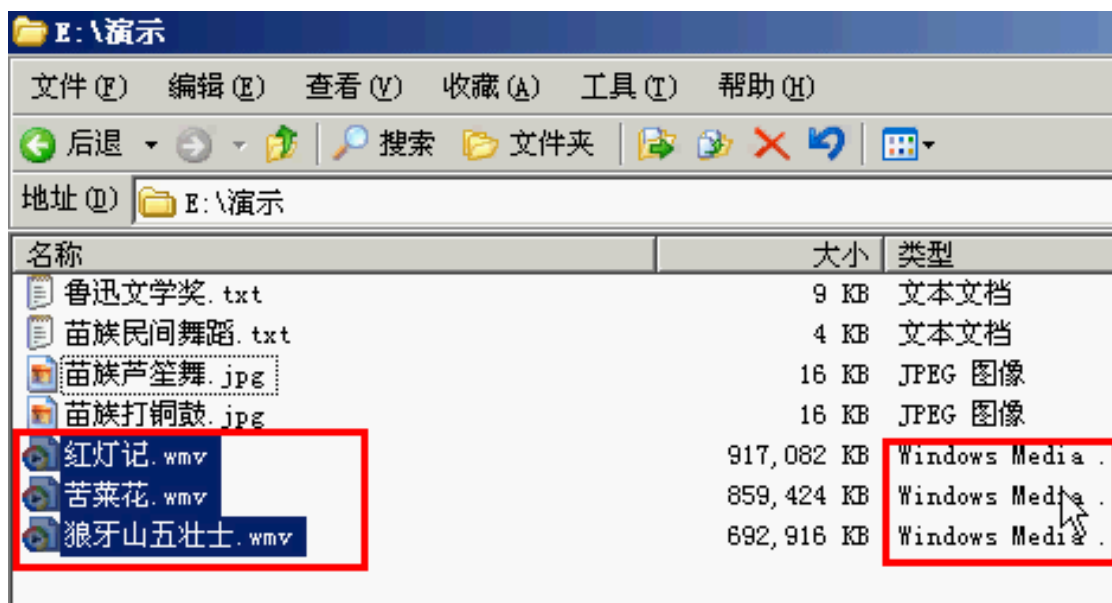 E:\演示
文件(F) 编辑(E) 查看(V) 收藏(A) 工具(T) 帮助(H)
后退 搜索 文件夹
地址(D) E:\演示
名称 大小 类型
鲁迅文学奖.txt 9 KB 文本文档
苗族民间舞蹈.txt 4 KB 文本文档
苗族芦笙舞.jpg 16 KB JPEG 图像
苗族打铜鼓.jpg 16 KB JPEG 图像
红灯记.wmv 917,082 KB Windows Media .
苦菜花.wmv 859,424 KB Windows Media .
狼牙山五壮士.wmv 692,916 KB Windows Media .